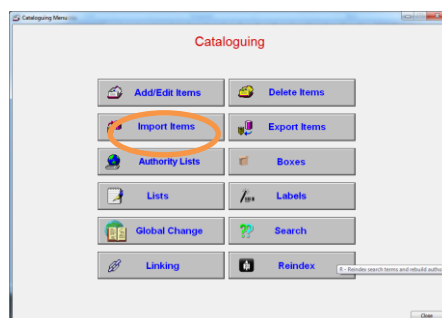 Cataloguing Menu
Cataloguing
Add/Edit Items
Delete Items
Import Items
Export Items
Authority Lists
Boxes
Lists
Labels
Global Change
Search
Linking
Reindex
R - Reindex search terms and rebuild autho
Close